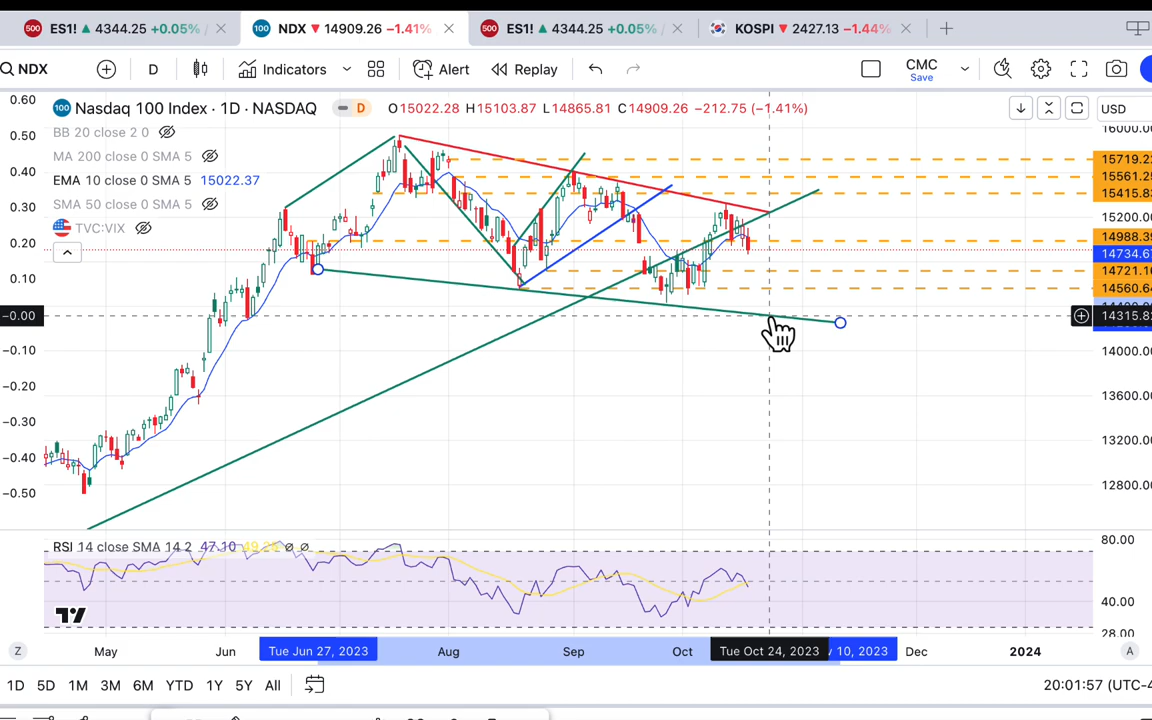 500 ES1! ▲ 4344.25 +0.05% / 100 NDX ▼ 14909.26 −1.41% 500 ES1! ▲ 4344.25 +0.05% / KOSPI ▼ 2427.13 −1.44%
NDX D Indicators Alert Replay CMC Save
100 Nasdaq 100 Index · 1D · NASDAQ D O15022.28 H15103.87 L14865.81 C14909.26 −212.75 (−1.41%) USD
BB 20 close 2 0
MA 200 close 0 SMA 5
EMA 10 close 0 SMA 5 15022.37
SMA 50 close 0 SMA 5
TVC:VIX
0.60
0.50
0.40
0.30
0.20
0.10
−0.00
−0.10
−0.20
−0.30
−0.40
−0.50
16000.00
15719.2
15561.2
15415.8
15200.00
14988.3
14734.6
14721.1
14560.6
14315.8
14000.00
13600.00
13200.00
12800.00
RSI 14 close SMA 14 2 47.10 ∅ ∅
80.00
40.00
28.00
Z May Jun Tue Jun 27, 2023 Aug Sep Oct Tue Oct 24, 2023 10, 2023 Dec 2024 A
1D 5D 1M 3M 6M YTD 1Y 5Y All 20:01:57 (UTC-4